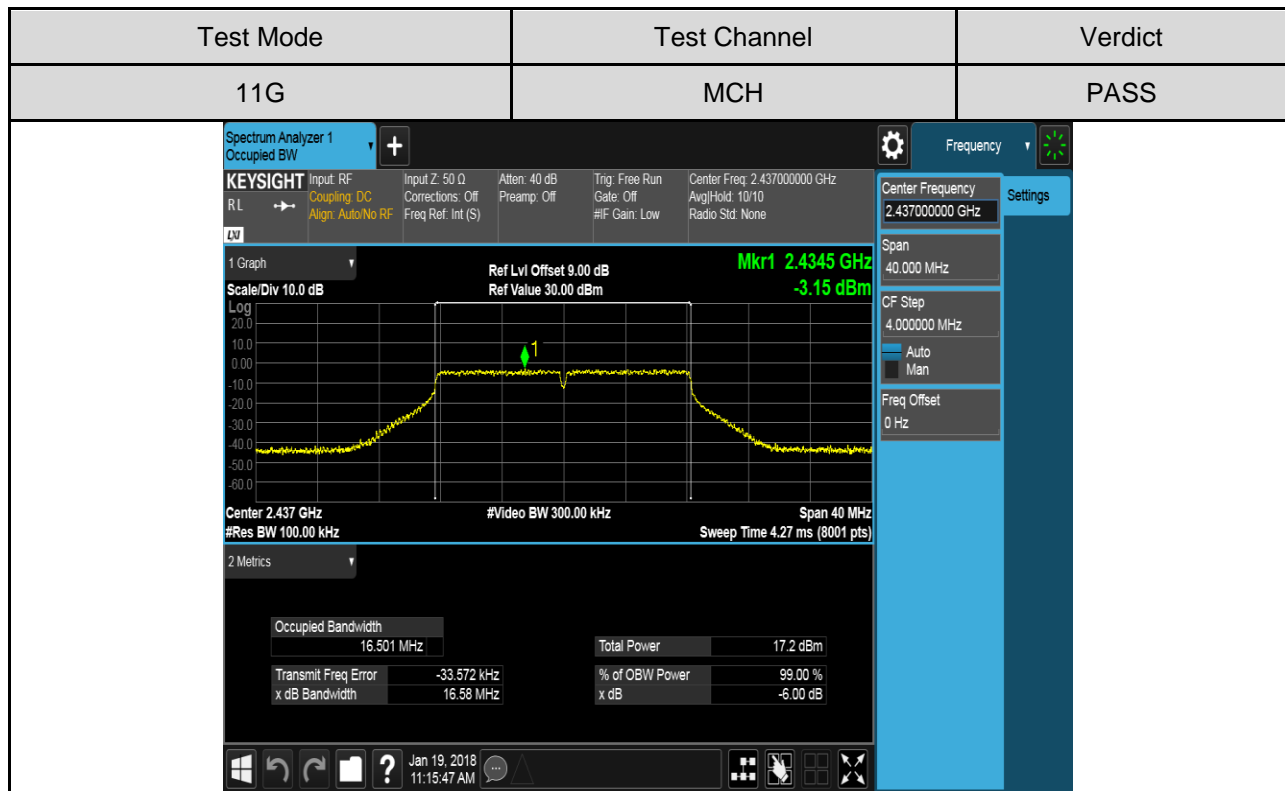 Test Mode Test Channel Verdict
11G MCH PASS
Spectrum Analyzer 1
Occupied BW
+
Frequency
KEYSIGHT Input: RF Input Z: 50 Ω Atten: 40 dB Trig: Free Run Center Freq: 2.437000000 GHz
RL Coupling: DC Corrections: Off Preamp: Off Gate: Off Avg|Hold: 10/10
Align: Auto/No RF Freq Ref: Int (S) #IF Gain: Low Radio Std: None
LXI
Center Frequency
2.437000000 GHz
Settings
Span
40.000 MHz
CF Step
4.000000 MHz
Auto
Man
Freq Offset
0 Hz
1 Graph Ref Lvl Offset 9.00 dB Mkr1 2.4345 GHz
Scale/Div 10.0 dB Ref Value 30.00 dBm -3.15 dBm
Log
20.0
10.0
1
0.00
-10.0
-20.0
-30.0
-40.0
-50.0
-60.0
Center 2.437 GHz #Video BW 300.00 kHz Span 40 MHz
#Res BW 100.00 kHz Sweep Time 4.27 ms (8001 pts)
2 Metrics
Occupied Bandwidth
16.501 MHz Total Power 17.2 dBm
Transmit Freq Error -33.572 kHz % of OBW Power 99.00 %
x dB Bandwidth 16.58 MHz x dB -6.00 dB
? Jan 19, 2018
11:15:47 AM